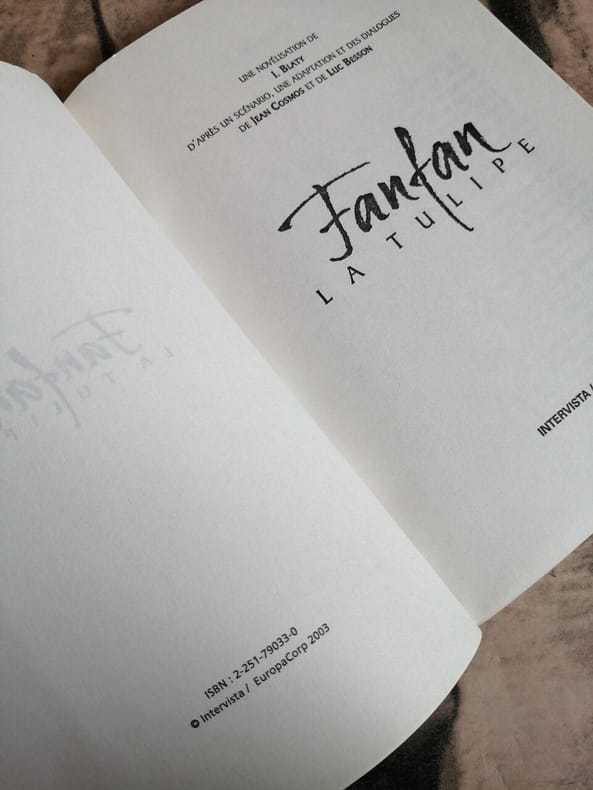 ISBN : 2-251-79033-0
© Intervista / EuropaCorp 2003
UNE NOVÉLISATION DE
I. BLATY
D'APRÈS UN SCÉNARIO, UNE ADAPTATION ET DES DIALOGUES
DE JEAN COSMOS ET DE LUC BESSON
Fanfan
LA TULIPE
INTERVISTA /